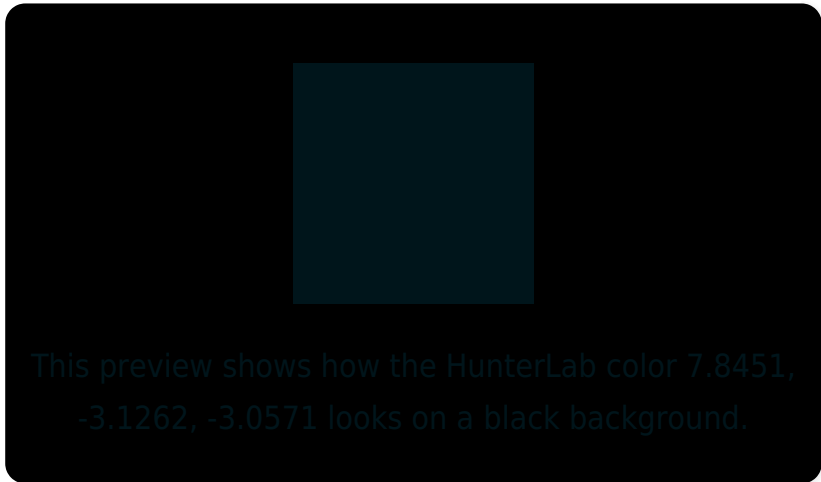 This preview shows how the HunterLab color 7.8451,
-3.1262, -3.0571 looks on a black background.